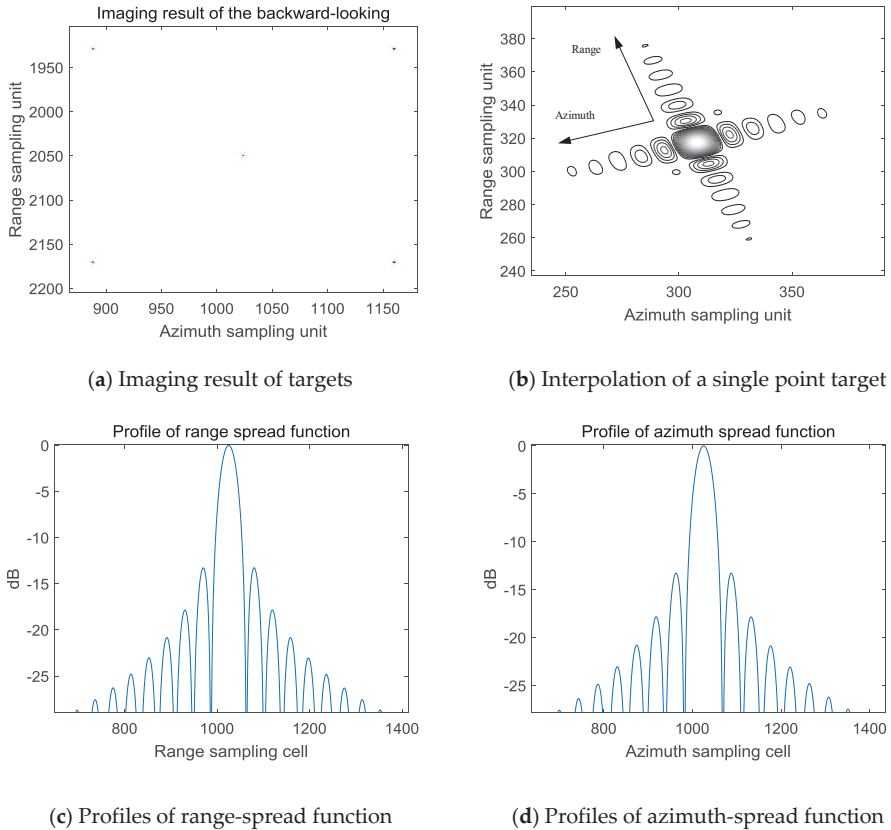 Imaging result of the backward-looking
Range sampling unit
1950
2000
2050
2100
2150
2200
900
950
1000
1050
1100
1150
Azimuth sampling unit
Range sampling unit
380
360
340
320
300
280
260
240
Range
Azimuth
250
300
350
Azimuth sampling unit
(a) Imaging result of targets
(b) Interpolation of a single point target
Profile of range spread function
dB
0
-5
-10
-15
-20
-25
800
1000
1200
1400
Range sampling cell
Profile of azimuth spread function
dB
0
-5
-10
-15
-20
-25
800
1000
1200
1400
Azimuth sampling cell
(c) Profiles of range-spread function
(d) Profiles of azimuth-spread function